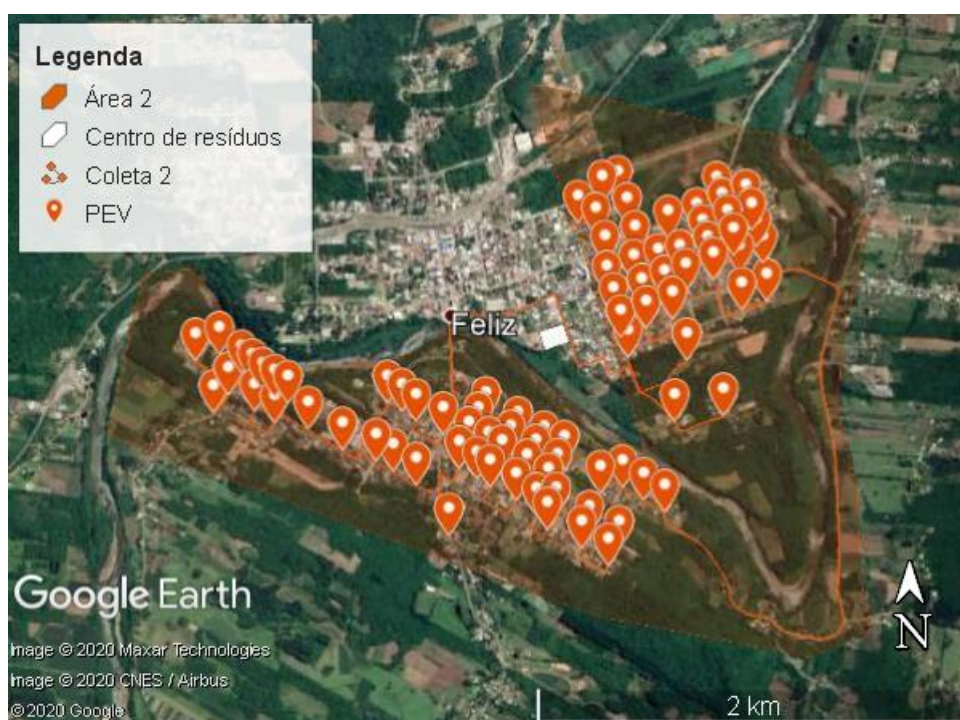 Legenda
Área 2
Centro de resíduos
Coleta 2
PEV
Feliz
Google Earth
Image © 2020 Maxar Technologies
Image © 2020 CNES / Airbus
© 2020 Google
N
2 km